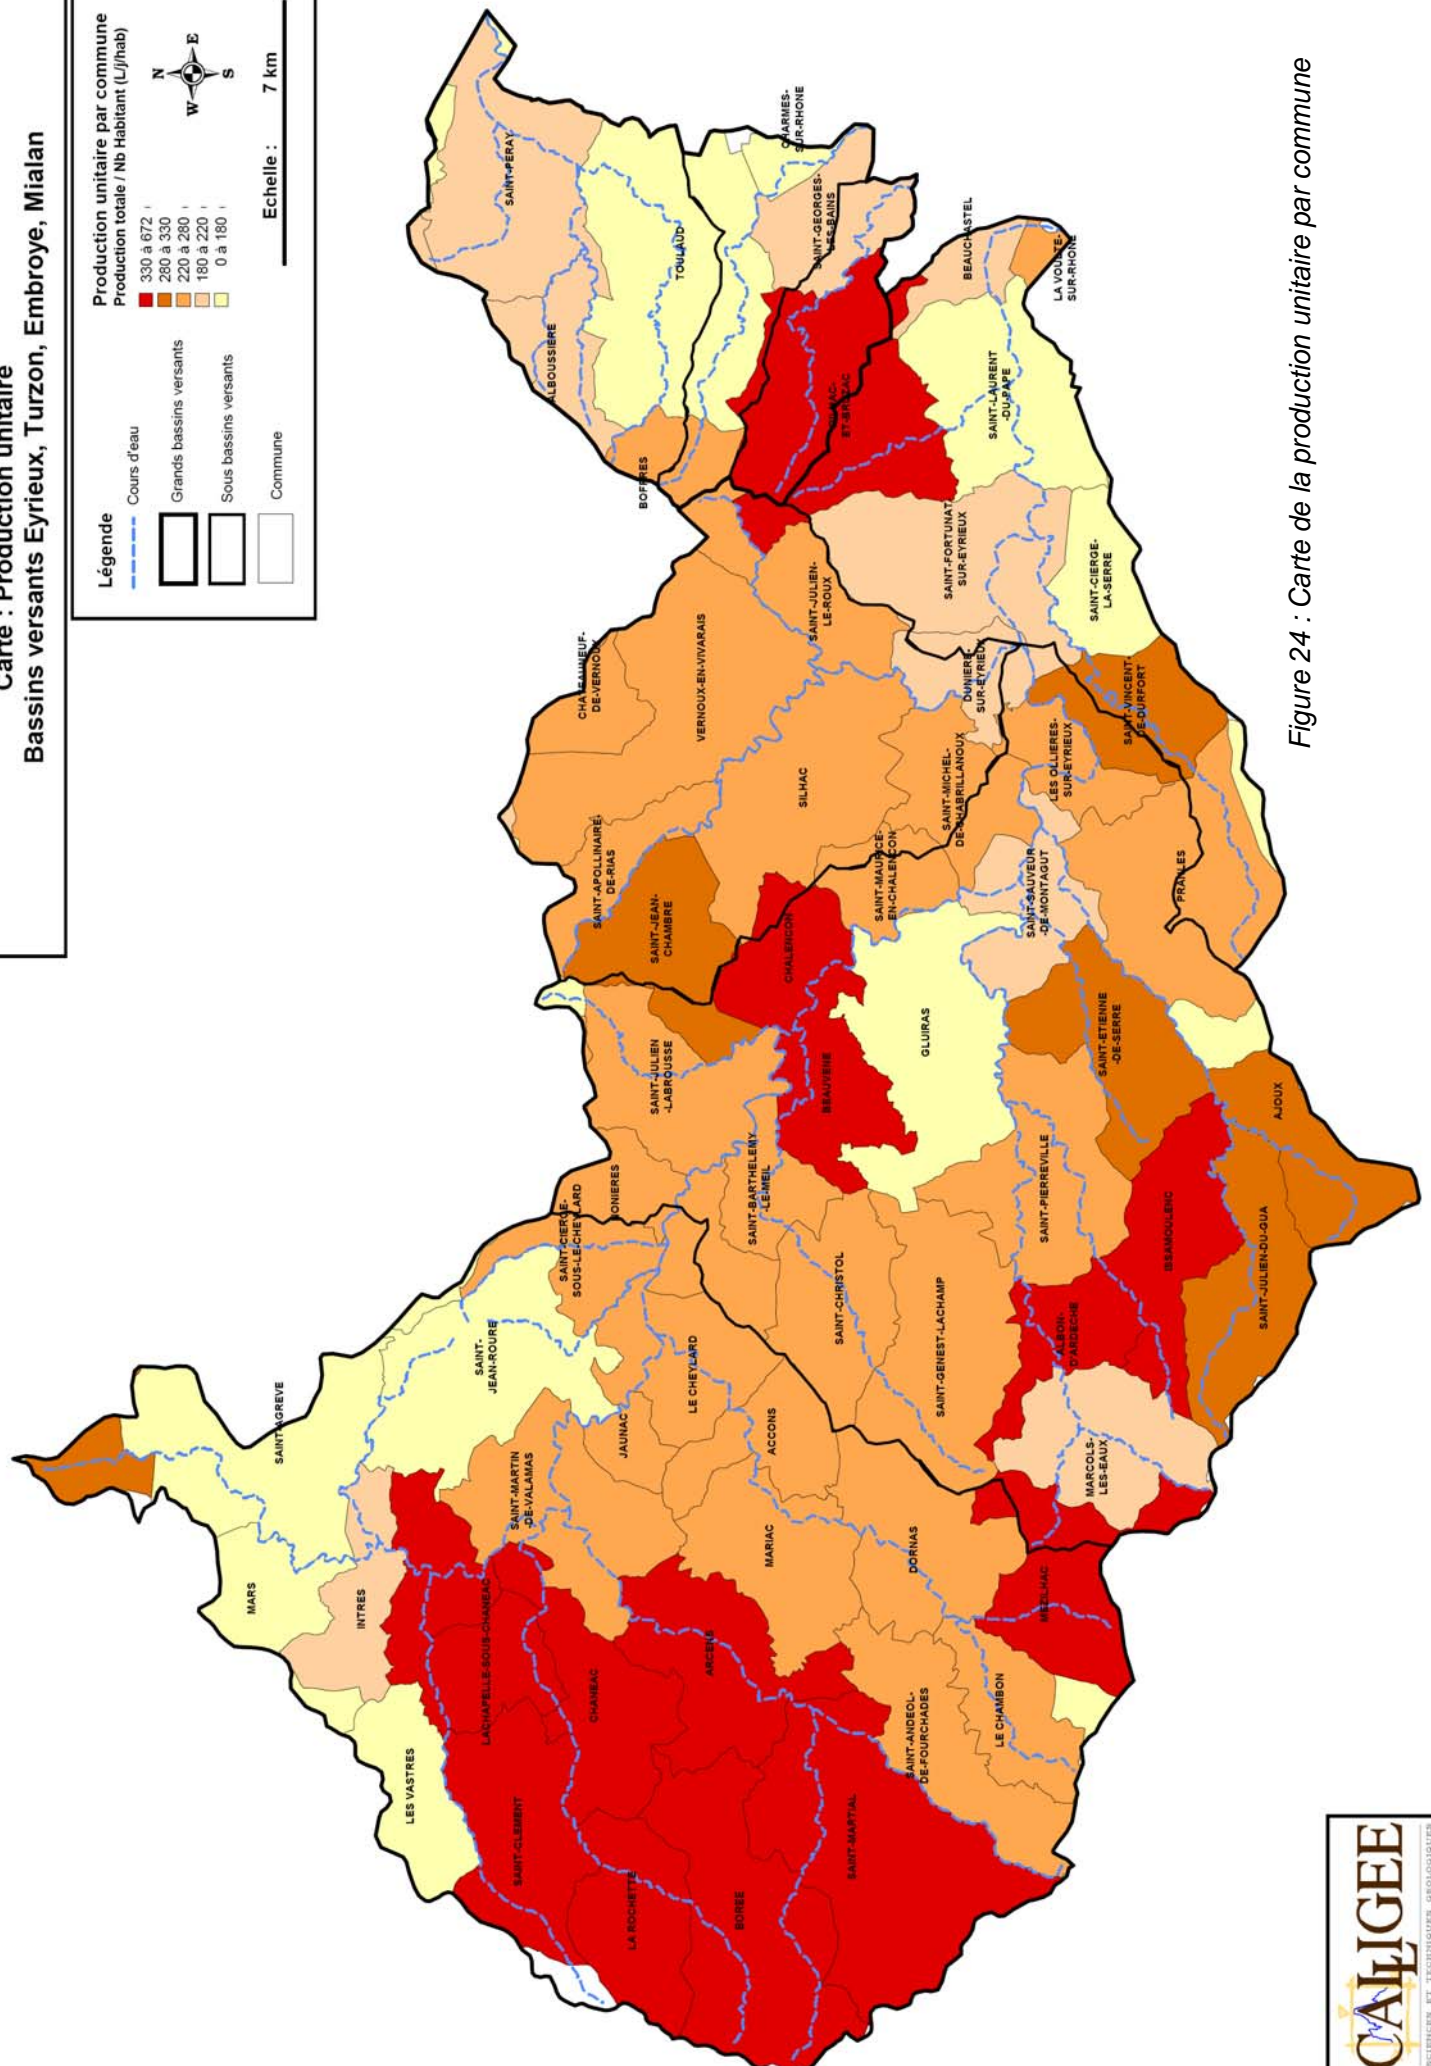 Carte : Production unitaire
Bassins versants Eyrieux, Turzon, Embroye, Mialan
Légende
Cours d'eau
Grands bassins versants
Sous bassins versants
Commune
Production unitaire par commune
Production totale / Nb Habitant (L/j/hab)
330 à 672
280 à 330
220 à 280
180 à 220
0 à 180
N
W
E
S
Echelle :
7 km
SAINT-PERAY
CHARMES-
SUR-RHONE
TOULAUD
ALBOUSSIERE
SAINT-GEORGES-
LES-BAINS
BEAUCHASTEL
LA VOULTE-
SUR-RHONE
BOFFRES
ET-BRUZAC
SAINT-LAURENT
-DU-PAPE
SAINT-FORTUNAT
SUR-EYRIEUX
SAINT-CIERGE-
LA-SERRE
SAINT-JULIEN-
LE-ROUX
CHATEAUNEUF-
DE-VERNOUX
VERNOUX-EN-VIVARAIS
DUNIERE-
SUR-EYRIEUX
SAINT-VINCENT-
DE-DURFORT
SILHAC
SAINT-MICHEL-
DE-CHABRILLANOUX
LES OLLIERES-
SUR-EYRIEUX
SAINT-APOLLINAIRE-
DE-RIAS
SAINT-JEAN-
CHAMBRE
SAINT-MAURICE-
EN-CHALENCON
SAINT-SAUVEUR
-DE-MONTAGUT
PRANLES
CHALENCON
GLUIRAS
SAINT-ETIENNE
-DE-SERRE
SAINT-JULIEN
-LABROUSSE
BEAUVENE
AJOUX
SAINT-BARTHELEMY
-LE-MEIL
SAINT-PIERREVILLE
ISSAMOULENC
SAINT-JULIEN-DU-GUA
SAINT-CIERGE-
SOUS-LE-CHEYLARD
SAINT-CHRISTOL
SAINT-GENEST-LACHAMP
ALBON-
D'ARDECHE
SAINT-
JEAN-ROURE
LE CHEYLARD
JAUNAC
ACCONS
MARCOLS-
LES-EAUX
SAINT AGREVE
SAINT-MARTIN
-DE-VALAMAS
MARIAC
DORNAS
MEZILHAC
MARS
INTRES
LACHAPELLE-SOUS-CHANEAC
CHANEAC
ARCENS
SAINT-ANDEOL-
DE-FOURCHADES
LE CHAMBON
LES VASTRES
SAINT-CLEMENT
LA ROCHETTE
BOREE
SAINT-MARTIAL
Figure 24 : Carte de la production unitaire par commune
CALLIGEE
SCIENCES ET TECHNIQUES GEOLOGIQUES